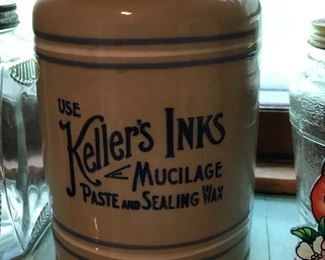 USE
Keller's INKS
MUCILAGE
PASTE AND SEALING WAX